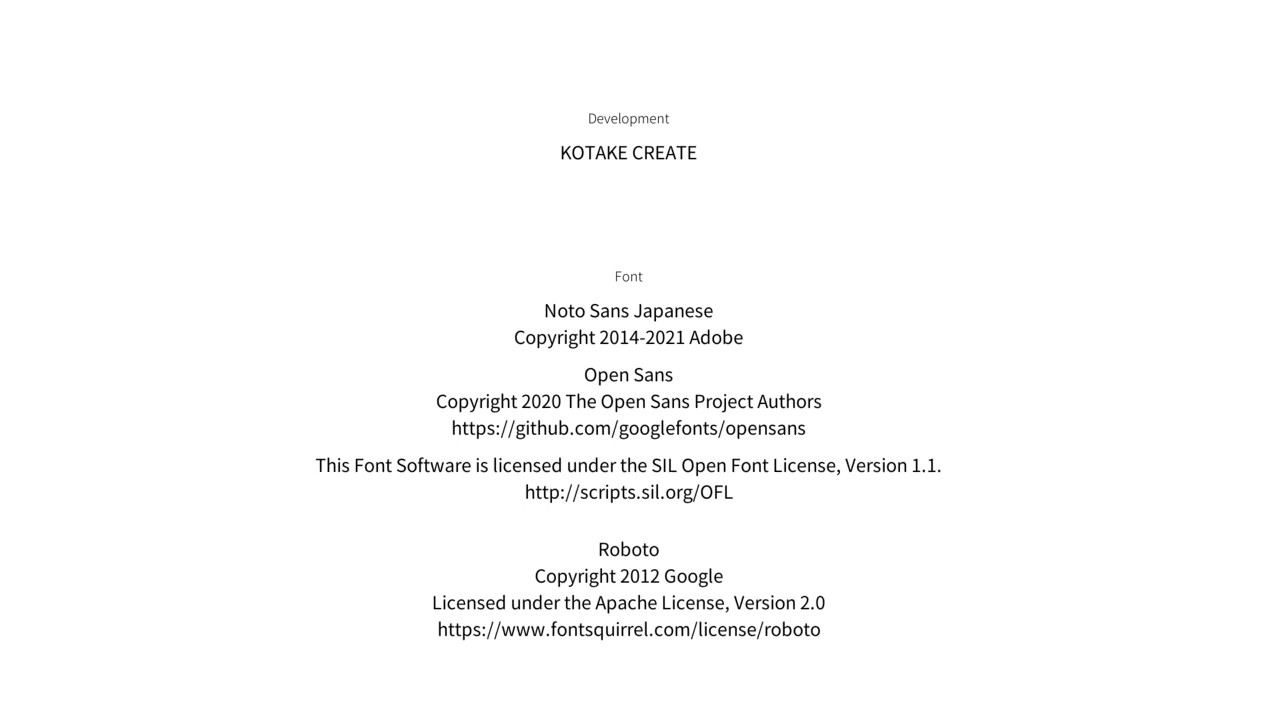 Development
KOTAKE CREATE
Font
Noto Sans Japanese
Copyright 2014-2021 Adobe
Open Sans
Copyright 2020 The Open Sans Project Authors
https://github.com/googlefonts/opensans
This Font Software is licensed under the SIL Open Font License, Version 1.1.
http://scripts.sil.org/OFL
Roboto
Copyright 2012 Google
Licensed under the Apache License, Version 2.0
https://www.fontsquirrel.com/license/roboto